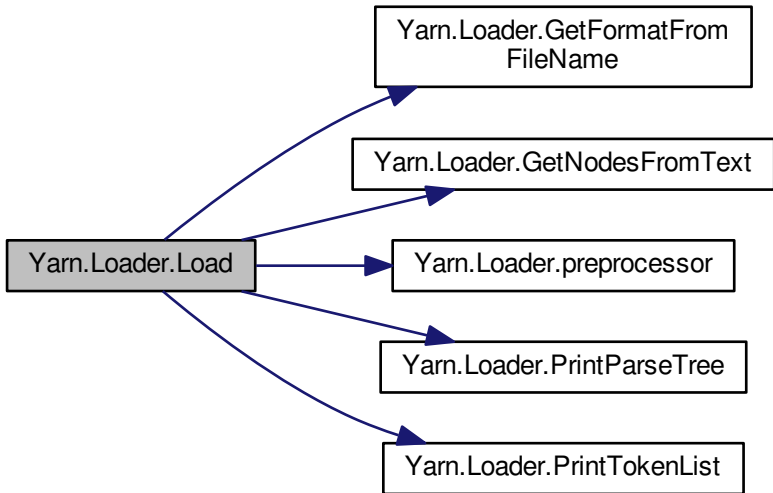 Yarn.Loader.GetFormatFrom
FileName
Yarn.Loader.GetNodesFromText
Yarn.Loader.Load
Yarn.Loader.preprocessor
Yarn.Loader.PrintParseTree
Yarn.Loader.PrintTokenList